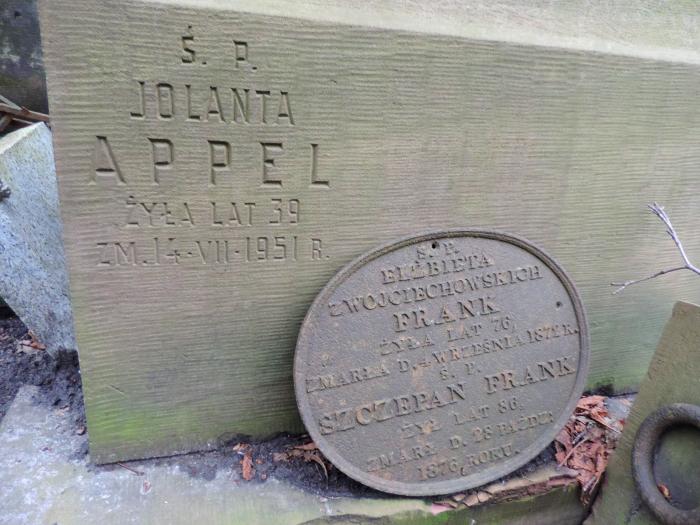 Ś. P.
JOLANTA
APPEL
ŻYŁA LAT 39
ZM. 14·VII·1951 R.
Ś. P.
ELŻBIETA
Z WOJCIECHOWSKICH
FRANK
ŻYŁA LAT 76,
ZMARŁA D. WRZEŚNIA 1872 R.
Ś. P.
SZCZEPAN FRANK
ŻYŁ LAT 86,
ZMARŁ D. 28 PAŹDZ:
1876, ROKU.